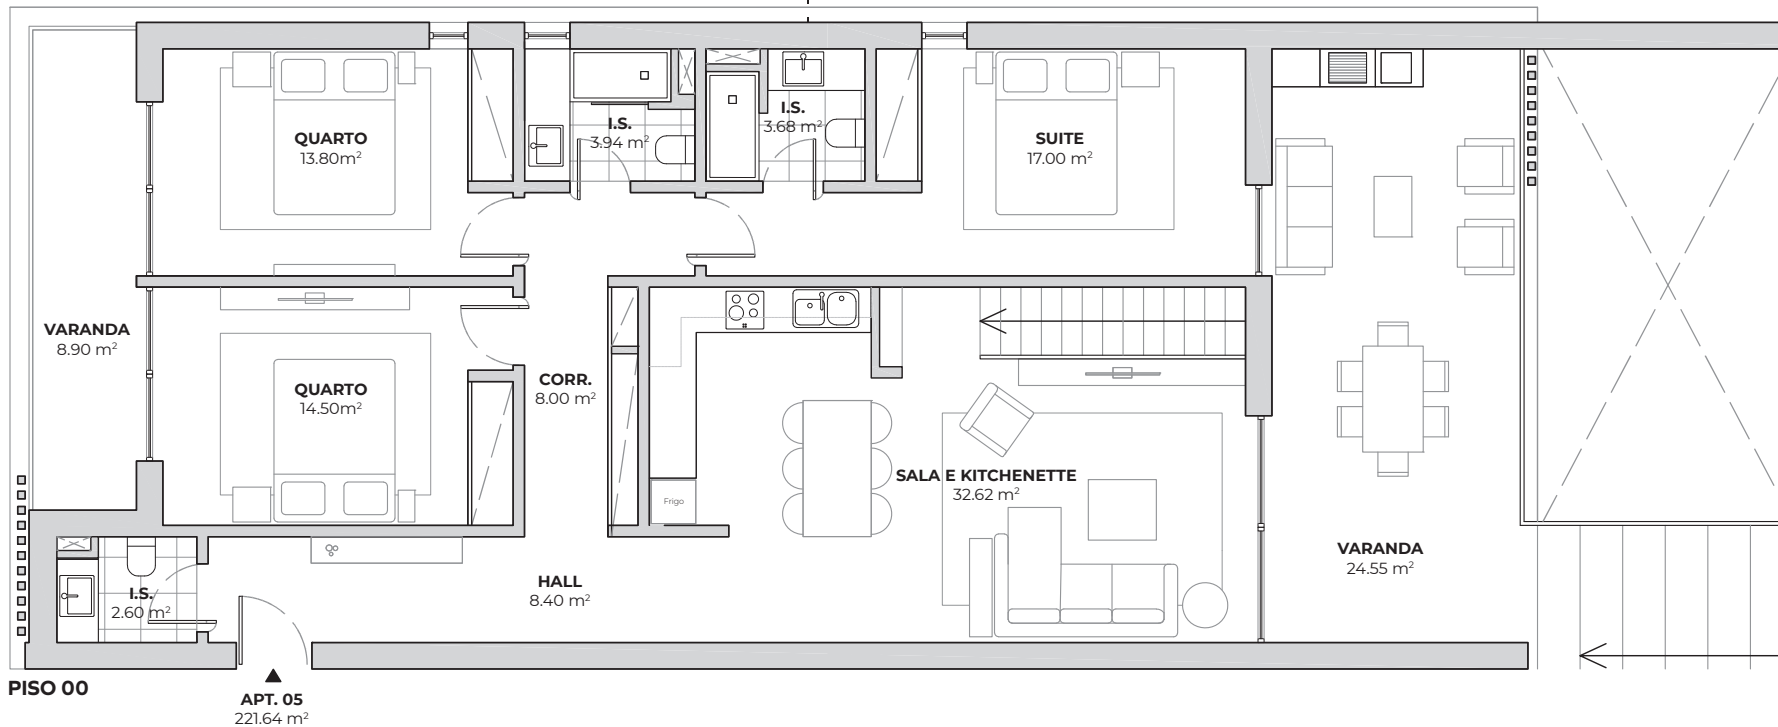 QUARTO
13.80m²
I.S.
3.94 m²
I.S.
3.68 m²
SUITE
17.00 m²
VARANDA
8.90 m²
QUARTO
14.50m²
CORR.
8.00 m²
SALA E KITCHENETTE
32.62 m²
Frigo
VARANDA
24.55 m²
HALL
8.40 m²
I.S.
2.60 m²
PISO 00
APT. 05
221.64 m²